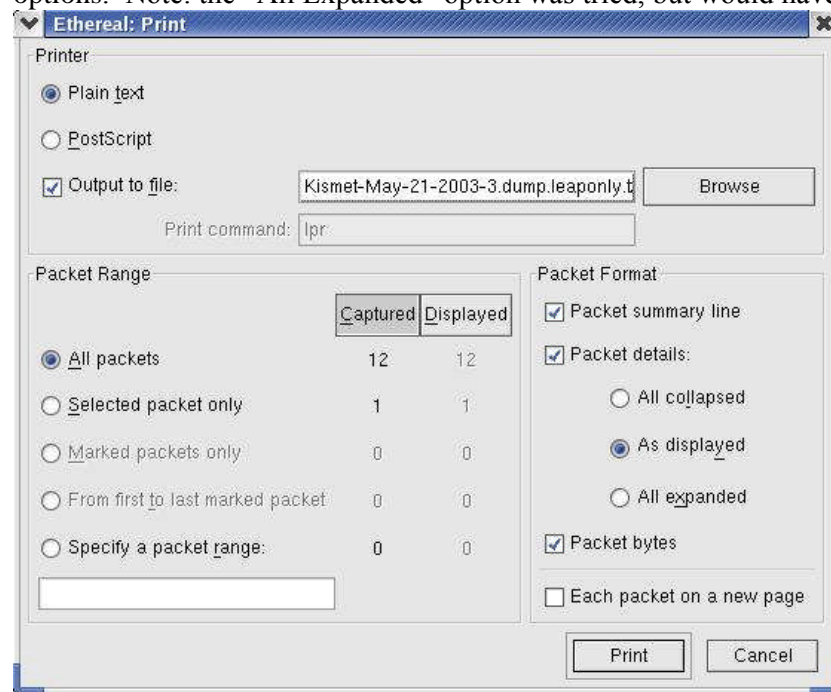 options. Note: the "All Expanded" option was tried, but would have
Ethereal: Print
Printer
Plain text
PostScript
Output to file:
Kismet-May-21-2003-3.dump.leaponly.t
Browse
Print command:
lpr
Packet Range
Captured Displayed
All packets 12 12
Selected packet only 1 1
Marked packets only 0 0
From first to last marked packet 0 0
Specify a packet range: 0 0
Packet Format
Packet summary line
Packet details:
All collapsed
As displayed
All expanded
Packet bytes
Each packet on a new page
Print Cancel